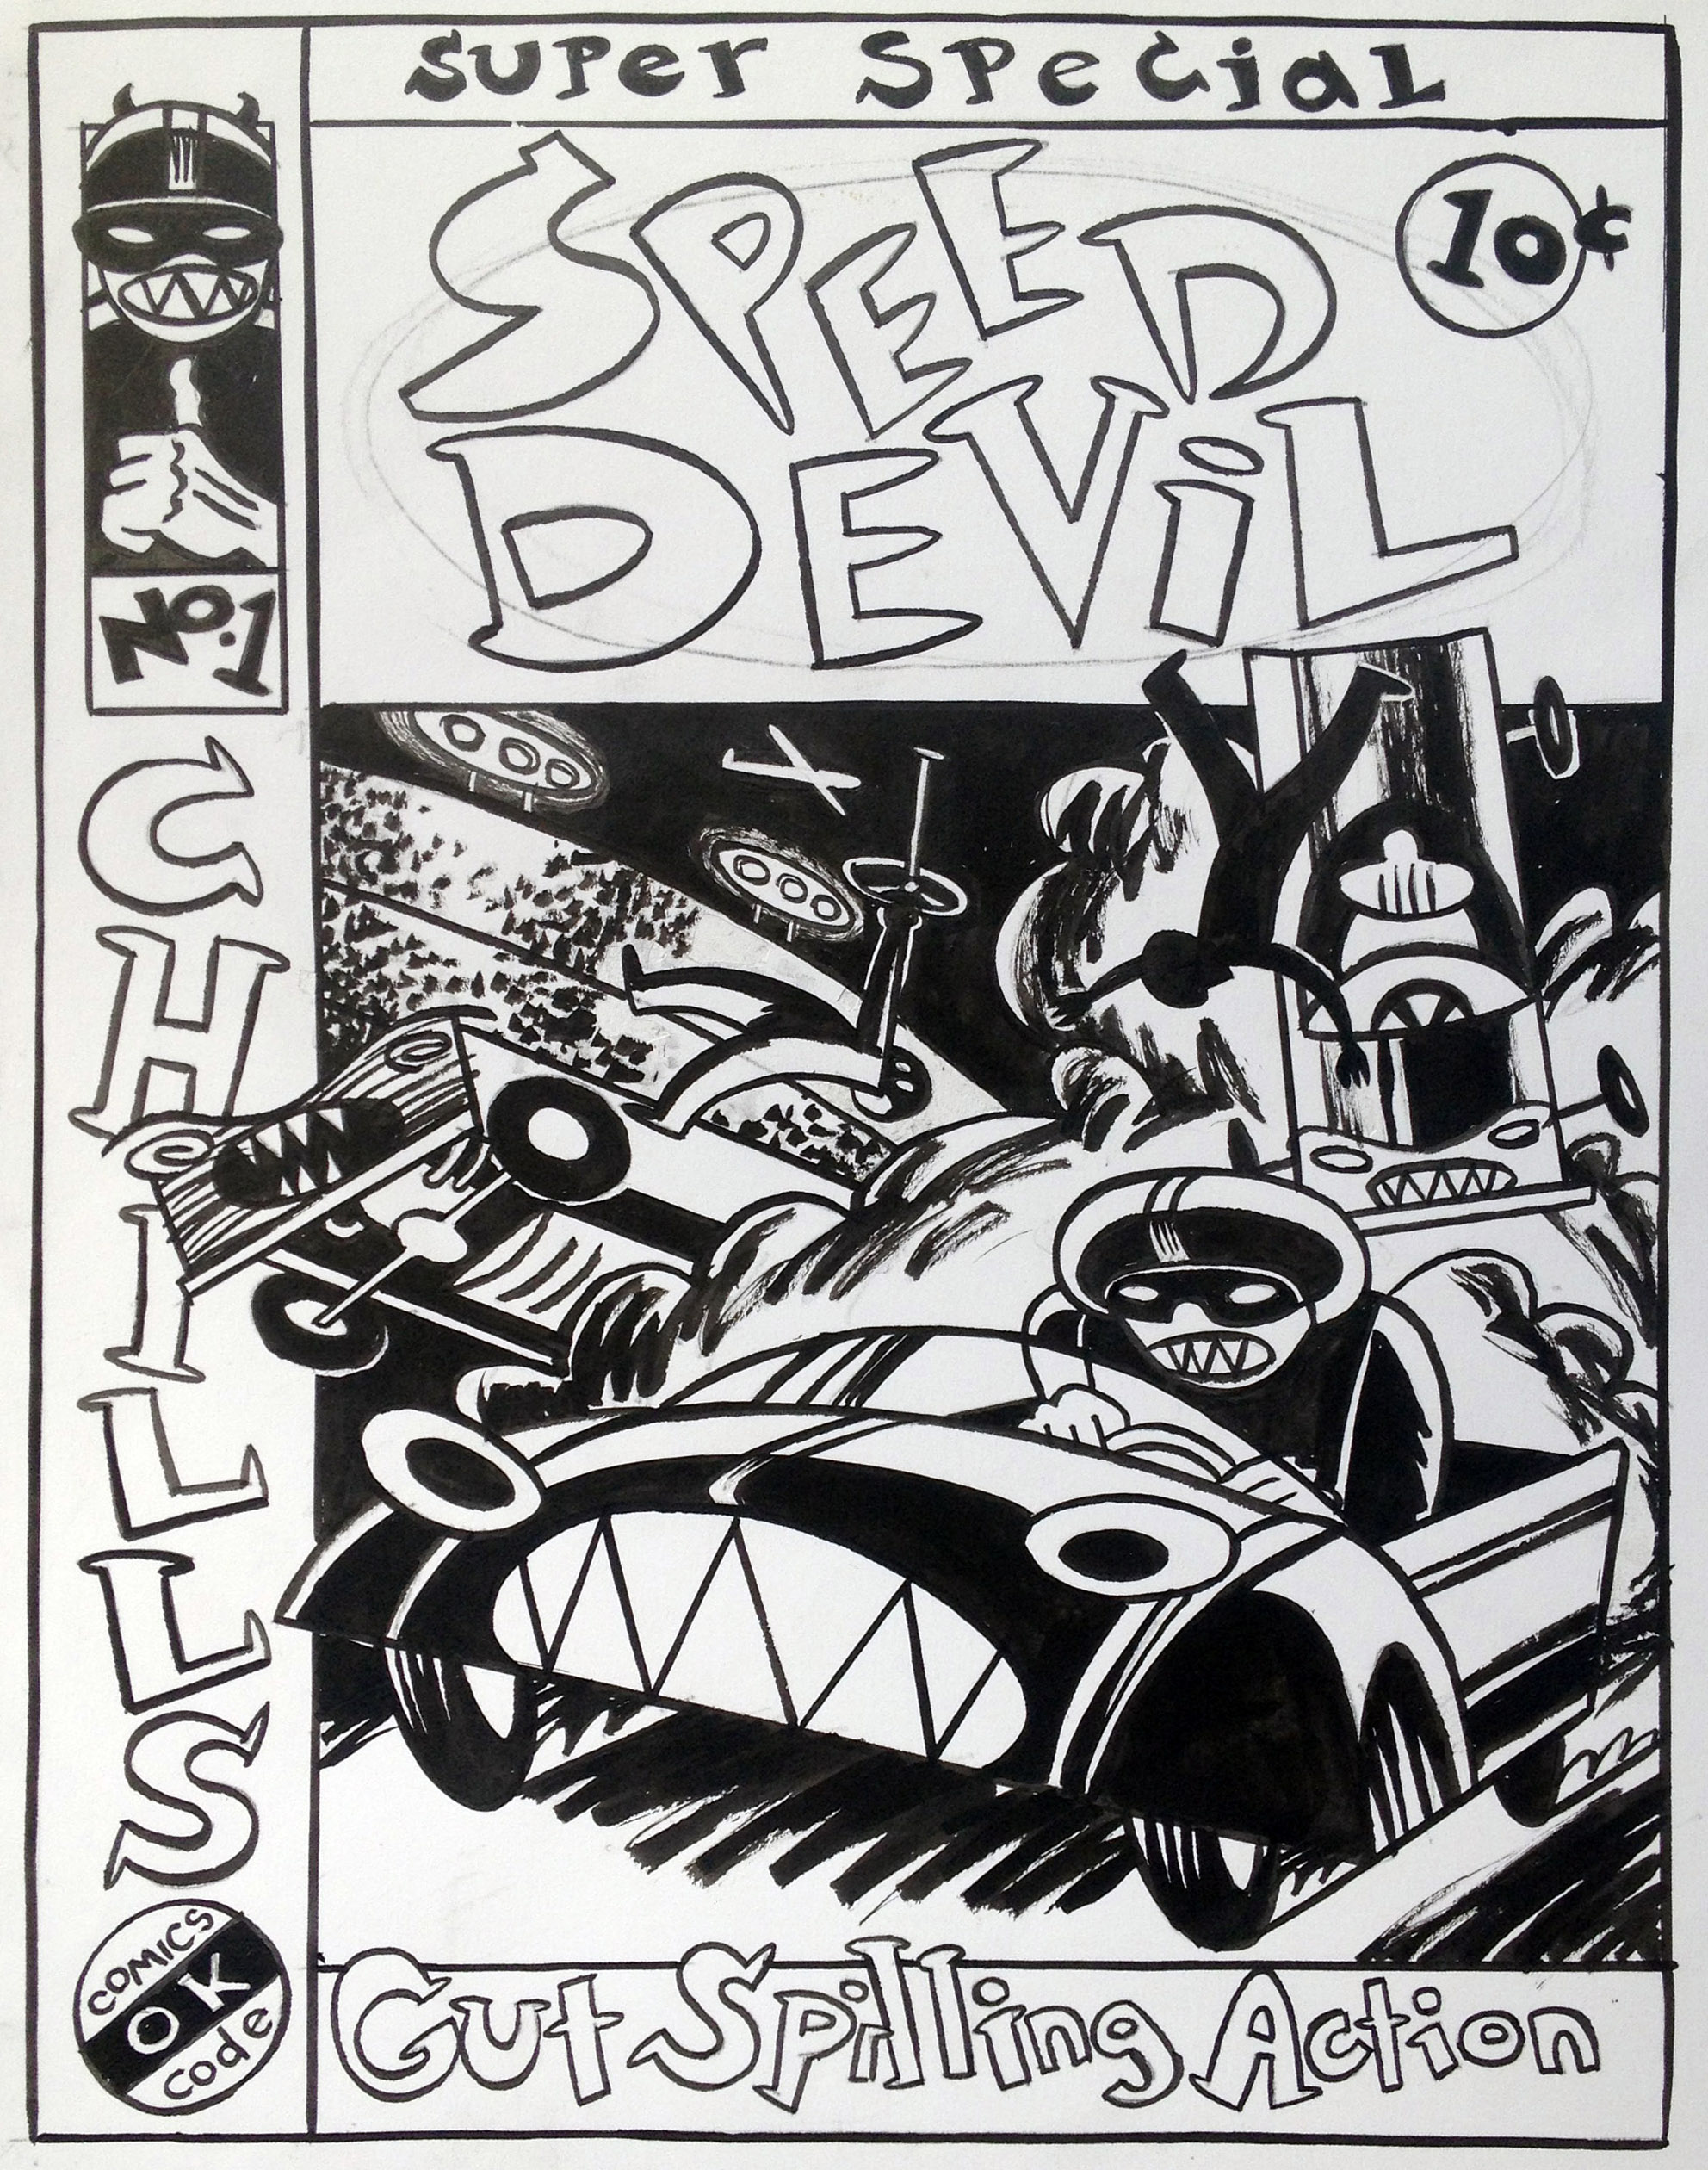 SUPer SPeCiaL
SPEED
DEViL
10¢
No.1
CHILLS
COMICS
OK
Code
Gut Spilling Action